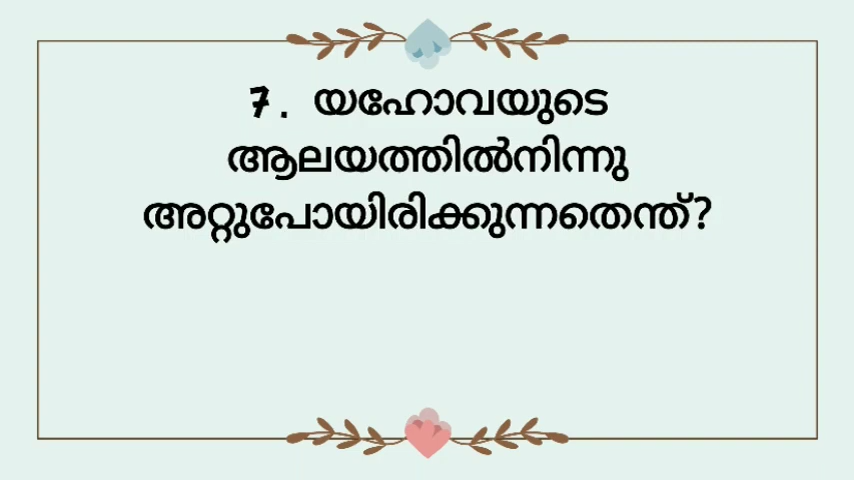 7. യഹോവയുടെ
ആലയത്തിൽനിന്നു
അറ്റുപോയിരിക്കുന്നതെന്ത്?